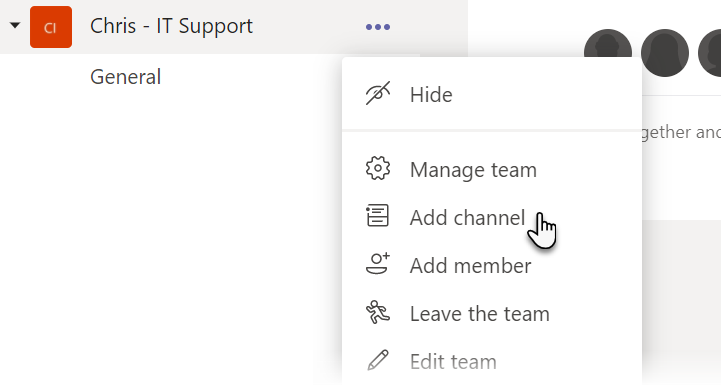 CI
Chris - IT Support
General
Hide
gether and
Manage team
Add channel
Add member
Leave the team
Edit team